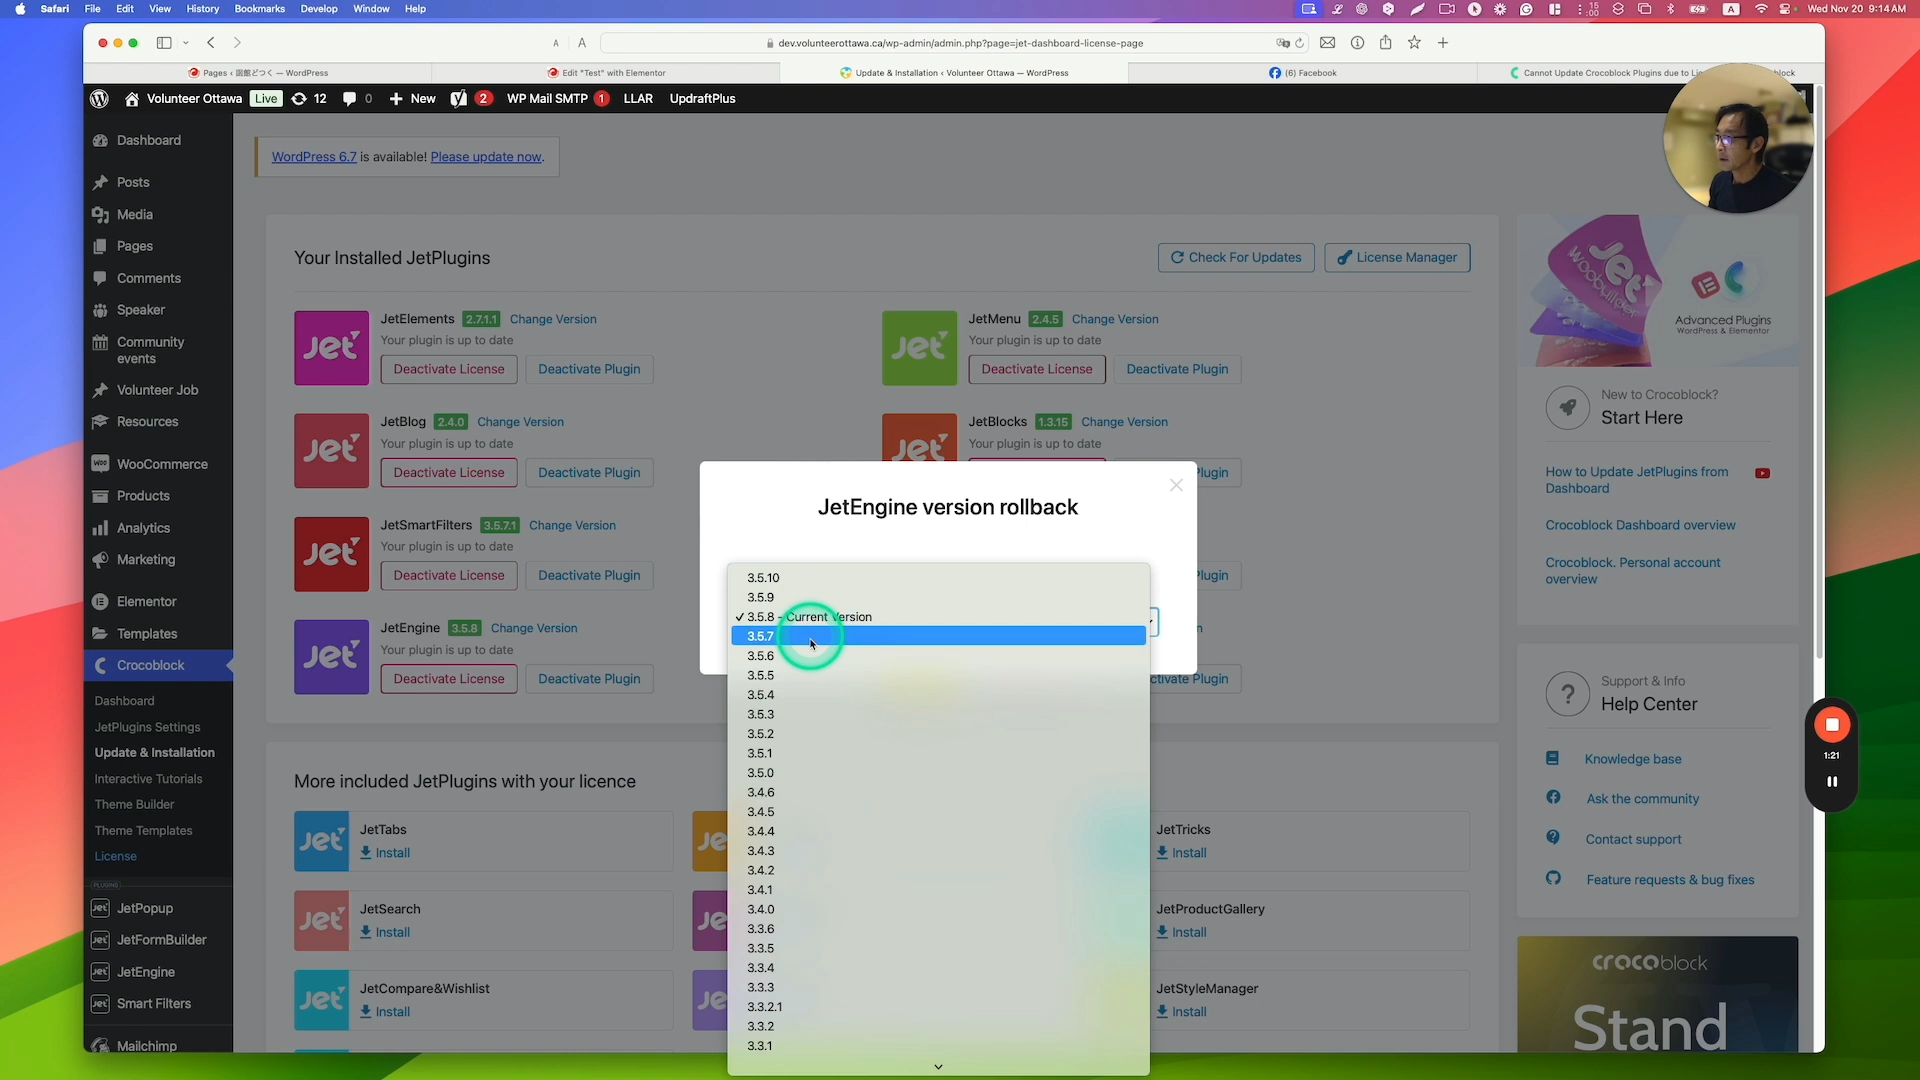 Safari File Edit View History Bookmarks Develop Window Help
15
00
A
Wed Nov 20 9:14 AM
A A
dev.volunteerottawa.ca/wp-admin/admin.php?page=jet-dashboard-license-page
Edit "Test" with Elementor
Update & Installation ‹ Volunteer Ottawa — WordPress
(6) Facebook
Volunteer Ottawa Live 12 0 New 2 WP Mail SMTP 1 LLAR UpdraftPlus
Dashboard
Posts
Media
Pages
Comments
Speaker
Community
events
Volunteer Job
Resources
WooCommerce
Products
Analytics
Marketing
Elementor
Templates
Crocoblock
Dashboard
JetPlugins Settings
Update & Installation
Interactive Tutorials
Theme Builder
Theme Templates
License
PLUGINS
JetPopup
JetFormBuilder
JetEngine
Smart Filters
Mailchimp
WordPress 6.7 is available! Please update now.
Your Installed JetPlugins
Check For Updates
License Manager
Jet
JetElements 2.7.1.1 Change Version
Your plugin is up to date
Deactivate License Deactivate Plugin
Jet
JetMenu 2.4.5 Change Version
Your plugin is up to date
Deactivate License Deactivate Plugin
Jet
JetBlog 2.4.0 Change Version
Your plugin is up to date
Deactivate License Deactivate Plugin
Jet
JetBlocks 1.3.15 Change Version
Your plugin is up to date
Plugin
Jet
JetSmartFilters 3.5.7.1 Change Version
Your plugin is up to date
Deactivate License Deactivate Plugin
Plugin
Jet
JetEngine 3.5.8 Change Version
Your plugin is up to date
Deactivate License Deactivate Plugin
Plugin
JetEngine version rollback
3.5.10
3.5.9
✓ 3.5.8 - Current Version
3.5.7
3.5.6
3.5.5
3.5.4
3.5.3
3.5.2
3.5.1
3.5.0
3.4.6
3.4.5
3.4.4
3.4.3
3.4.2
3.4.1
3.4.0
3.3.6
3.3.5
3.3.4
3.3.3
3.3.2.1
3.3.2
3.3.1
More included JetPlugins with your licence
Jet
JetTabs
Install
JetTricks
Install
Jet
JetSearch
Install
JetProductGallery
Install
Jet
JetCompare&Wishlist
Install
JetStyleManager
Install
Jet
Woobuilder
Advanced Plugins
WordPress & Elementor
New to Crocoblock?
Start Here
How to Update JetPlugins from
Dashboard
Crocoblock Dashboard overview
Crocoblock. Personal account
overview
Support & Info
Help Center
Knowledge base
Ask the community
Contact support
Feature requests & bug fixes
crocoblock
Stand
1:21